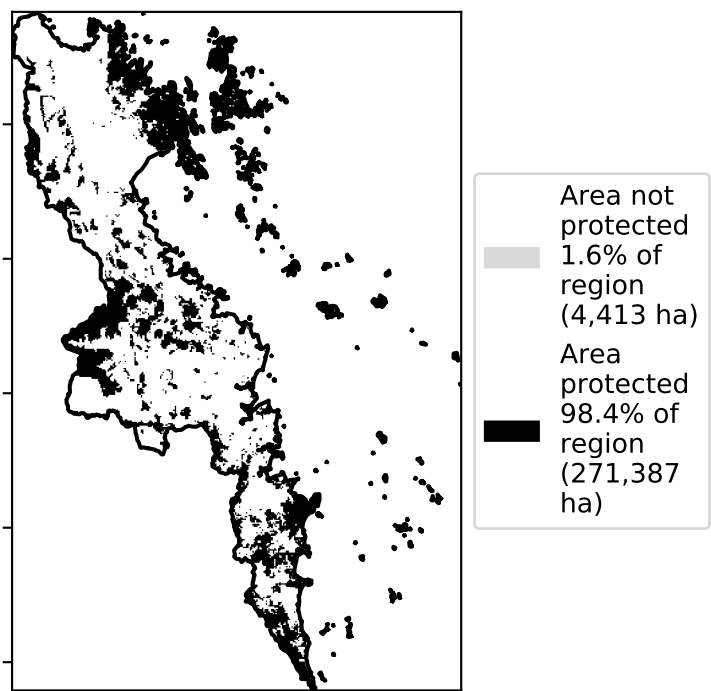 Area not
protected
1.6% of
region
(4,413 ha)
Area
protected
98.4% of
region
(271,387
ha)